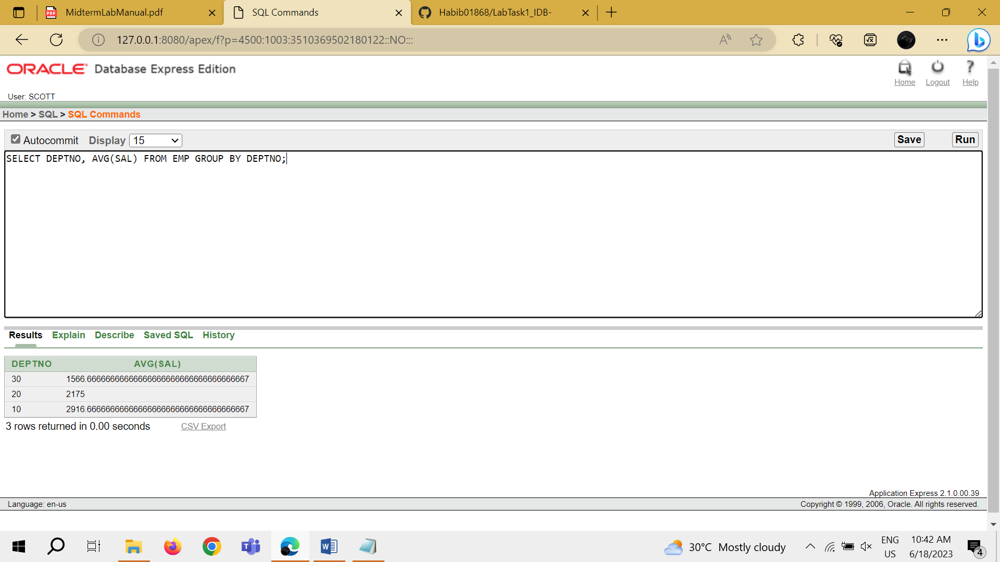 MidtermLabManual.pdf
SQL Commands
Habib01868/LabTask1_IDB-
127.0.0.1:8080/apex/f?p=4500:1003:3510369502180122::NO:::
ORACLE Database Express Edition
Home Logout Help
User: SCOTT
Home > SQL > SQL Commands
Autocommit Display 15 Save Run
SELECT DEPTNO, AVG(SAL) FROM EMP GROUP BY DEPTNO;
Results Explain Describe Saved SQL History
DEPTNO AVG(SAL)
30 1566.66666666666666666666666666666667
20 2175
10 2916.66666666666666666666666666666667
3 rows returned in 0.00 seconds CSV Export
Application Express 2.1.0.00.39
Language: en-us Copyright © 1999, 2006, Oracle. All rights reserved.
30°C Mostly cloudy
ENG
US
10:42 AM
6/18/2023
4